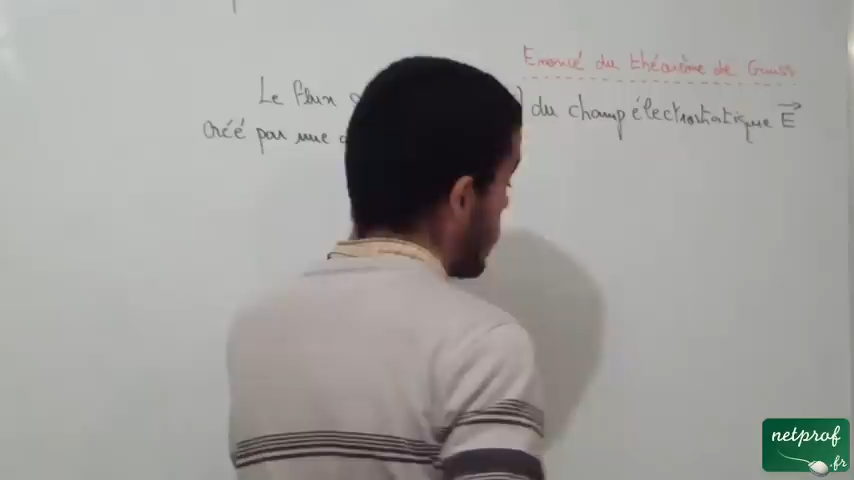 Enoncé du théorème de Gauss
Le flux ) du champ électrostatique E
créé par une
netprof
.fr